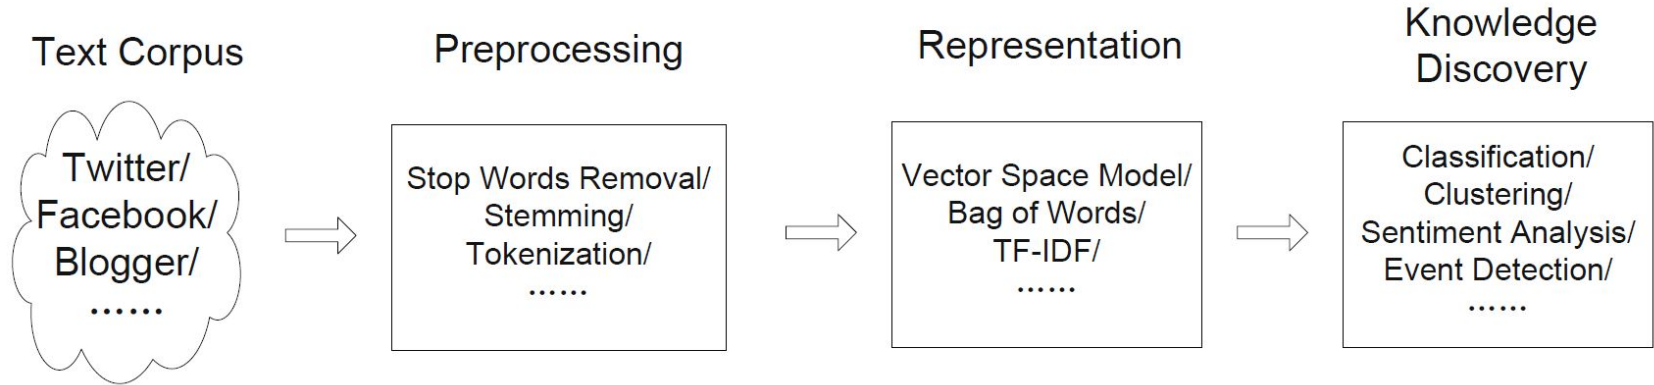 Text Corpus
Twitter/
Facebook/
Blogger/
......
Preprocessing
Stop Words Removal/
Stemming/
Tokenization/
......
Representation
Vector Space Model/
Bag of Words/
TF-IDF/
......
Knowledge
Discovery
Classification/
Clustering/
Sentiment Analysis/
Event Detection/
......